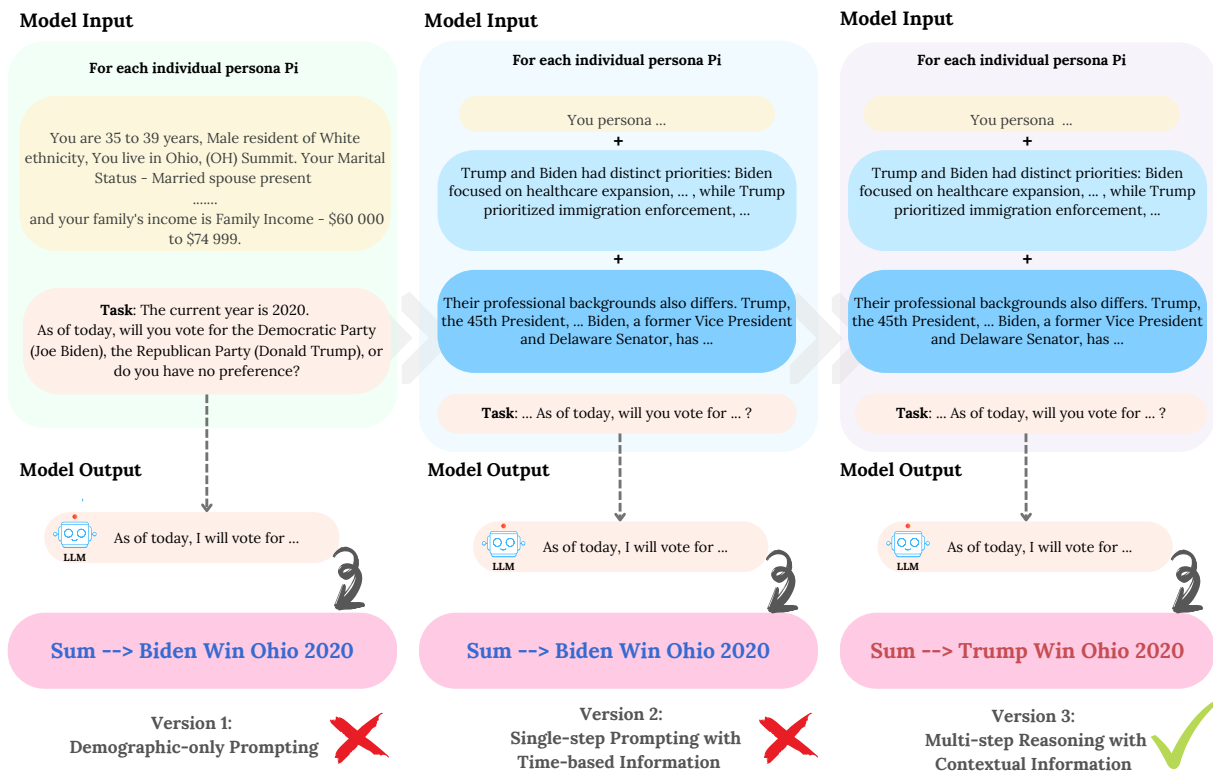 Model Input
For each individual persona Pi
You are 35 to 39 years, Male resident of White
ethnicity, You live in Ohio, (OH) Summit. Your Marital
Status - Married spouse present
.......
and your family's income is Family Income - $60 000
to $74 999.
Task: The current year is 2020.
As of today, will you vote for the Democratic Party
(Joe Biden), the Republican Party (Donald Trump), or
do you have no preference?
Model Output
LLM
As of today, I will vote for ...
Sum --> Biden Win Ohio 2020
Version 1:
Demographic-only Prompting
Model Input
For each individual persona Pi
You persona ...
+
Trump and Biden had distinct priorities: Biden
focused on healthcare expansion, ... , while Trump
prioritized immigration enforcement, ...
+
Their professional backgrounds also differs. Trump,
the 45th President, ... Biden, a former Vice President
and Delaware Senator, has ...
Task: ... As of today, will you vote for ... ?
Model Output
LLM
As of today, I will vote for ...
Sum --> Biden Win Ohio 2020
Version 2:
Single-step Prompting with
Time-based Information
Model Input
For each individual persona Pi
You persona ...
+
Trump and Biden had distinct priorities: Biden
focused on healthcare expansion, ... , while Trump
prioritized immigration enforcement, ...
+
Their professional backgrounds also differs. Trump,
the 45th President, ... Biden, a former Vice President
and Delaware Senator, has ...
Task: ... As of today, will you vote for ... ?
Model Output
LLM
As of today, I will vote for ...
Sum --> Trump Win Ohio 2020
Version 3:
Multi-step Reasoning with
Contextual Information